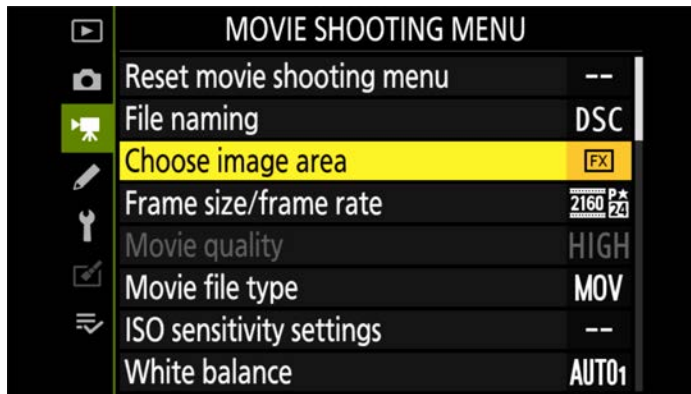 MOVIE SHOOTING MENU
Reset movie shooting menu --
File naming DSC
Choose image area FX
Frame size/frame rate 2160 P★ 24
Movie quality HIGH
Movie file type MOV
ISO sensitivity settings --
White balance AUTO1